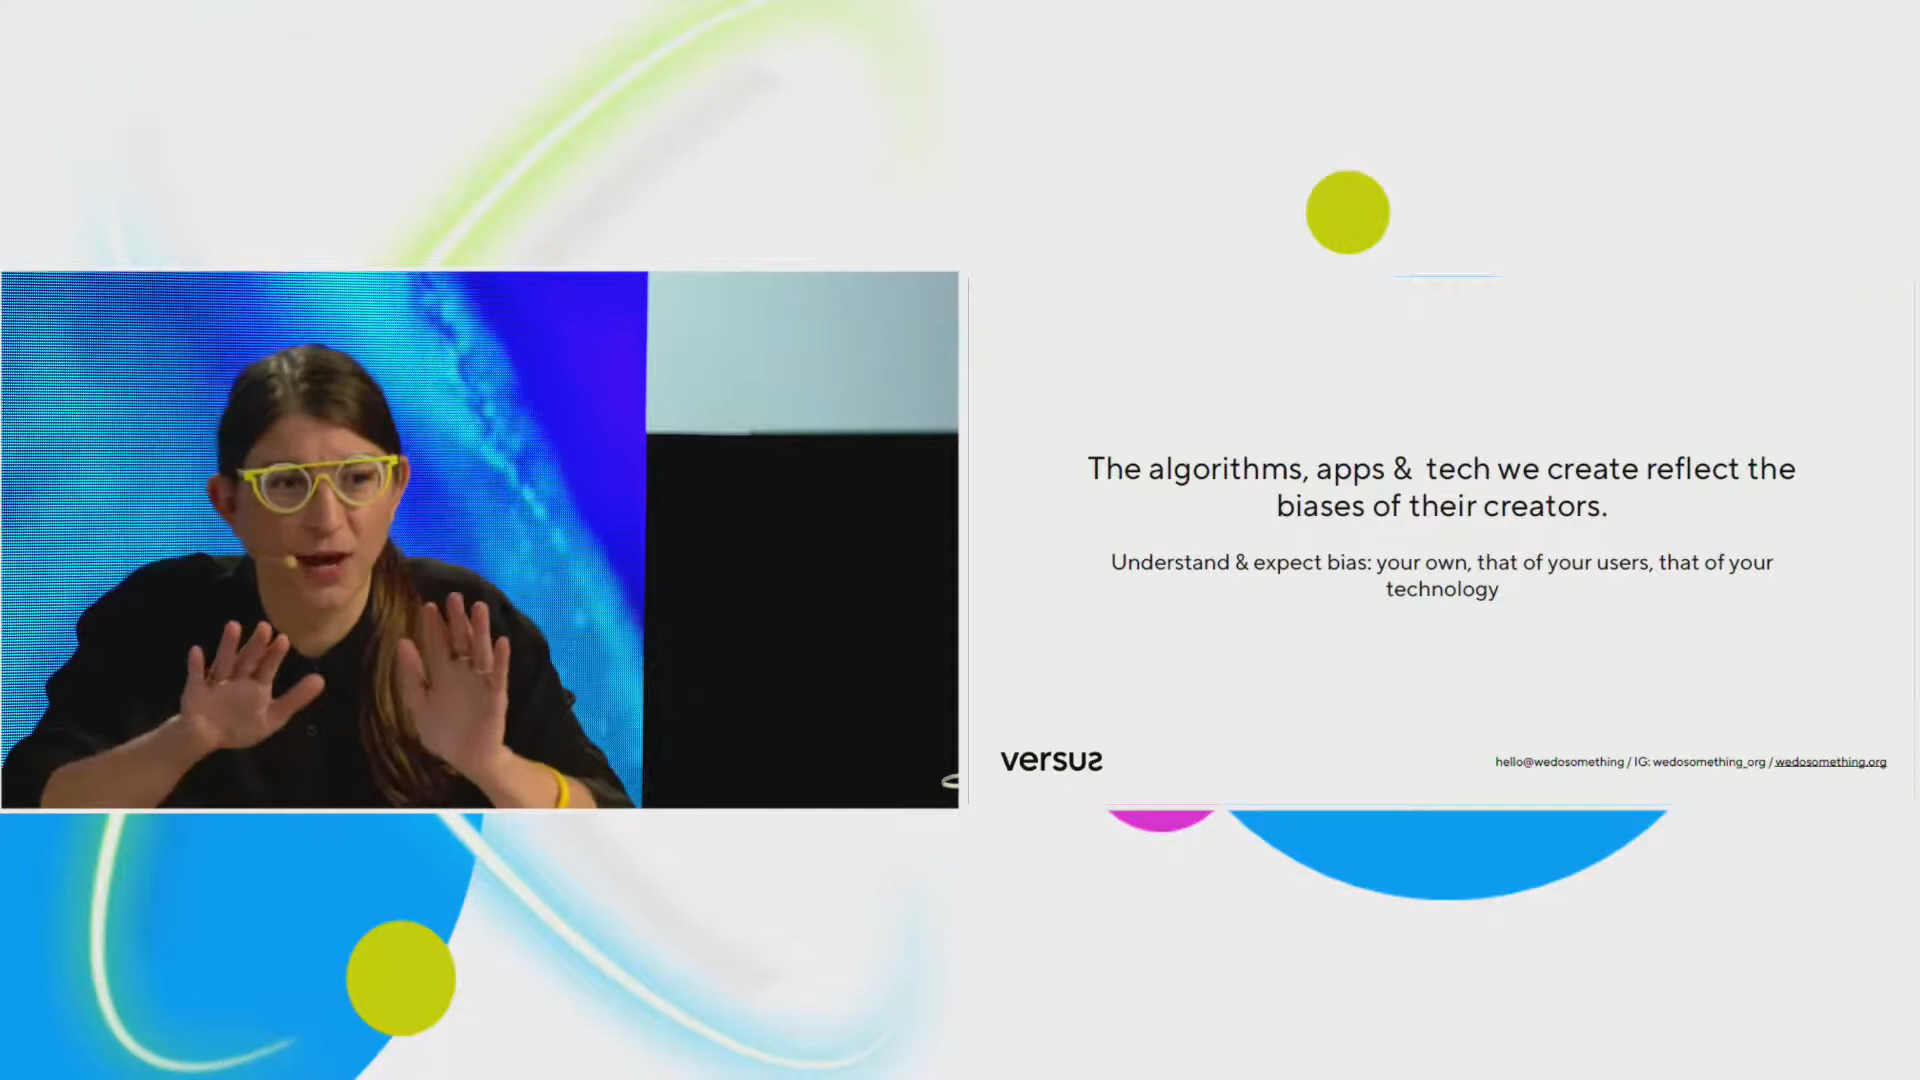 The algorithms, apps & tech we create reflect the
biases of their creators.
Understand & expect bias: your own, that of your users, that of your
technology
versus
hello@wedosomething / IG: wedosomething_org / wedosomething.org